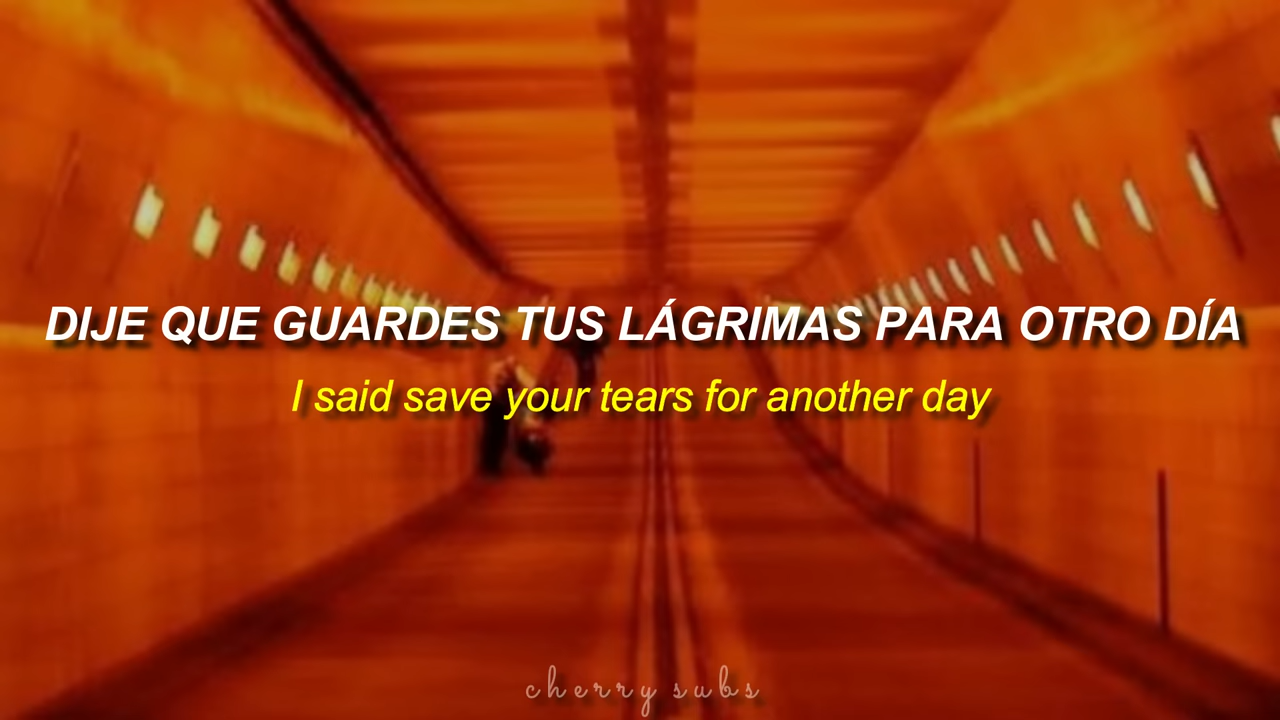 DIJE QUE GUARDES TUS LÁGRIMAS PARA OTRO DÍA
I said save your tears for another day
cherry subs